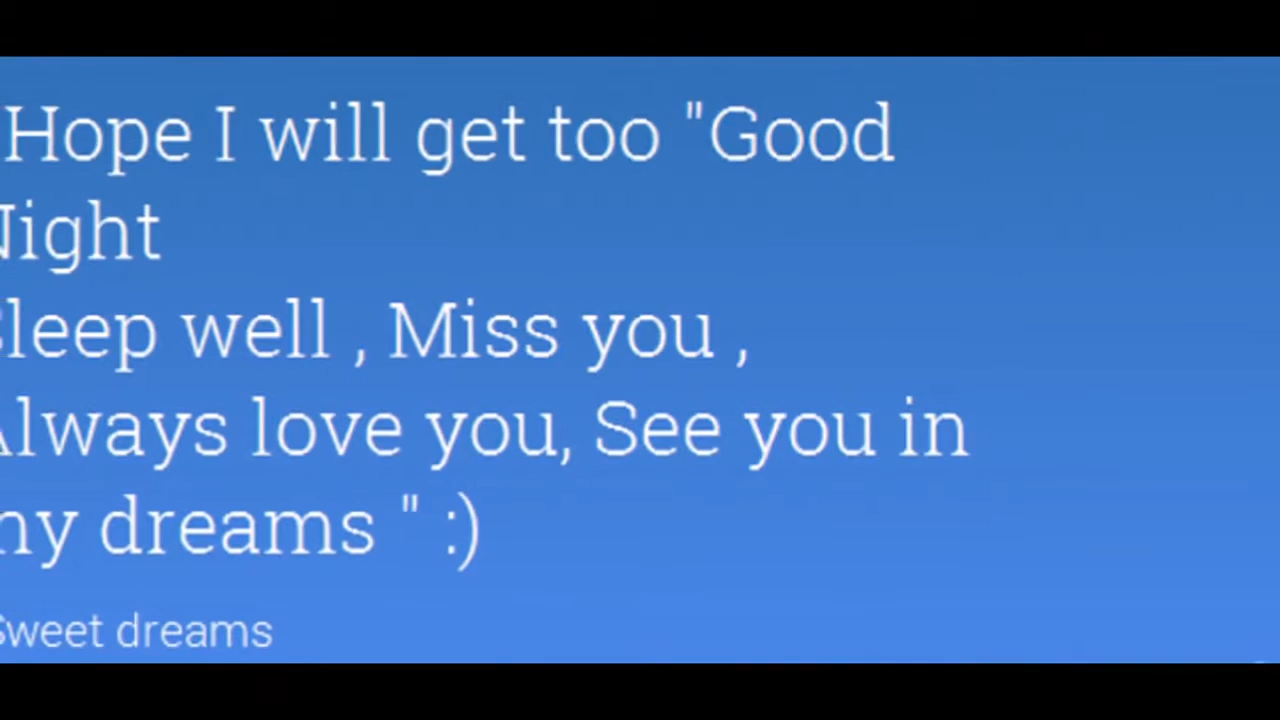 Hope I will get too "Good
Night
Sleep well , Miss you ,
Always love you, See you in
my dreams " :)
Sweet dreams